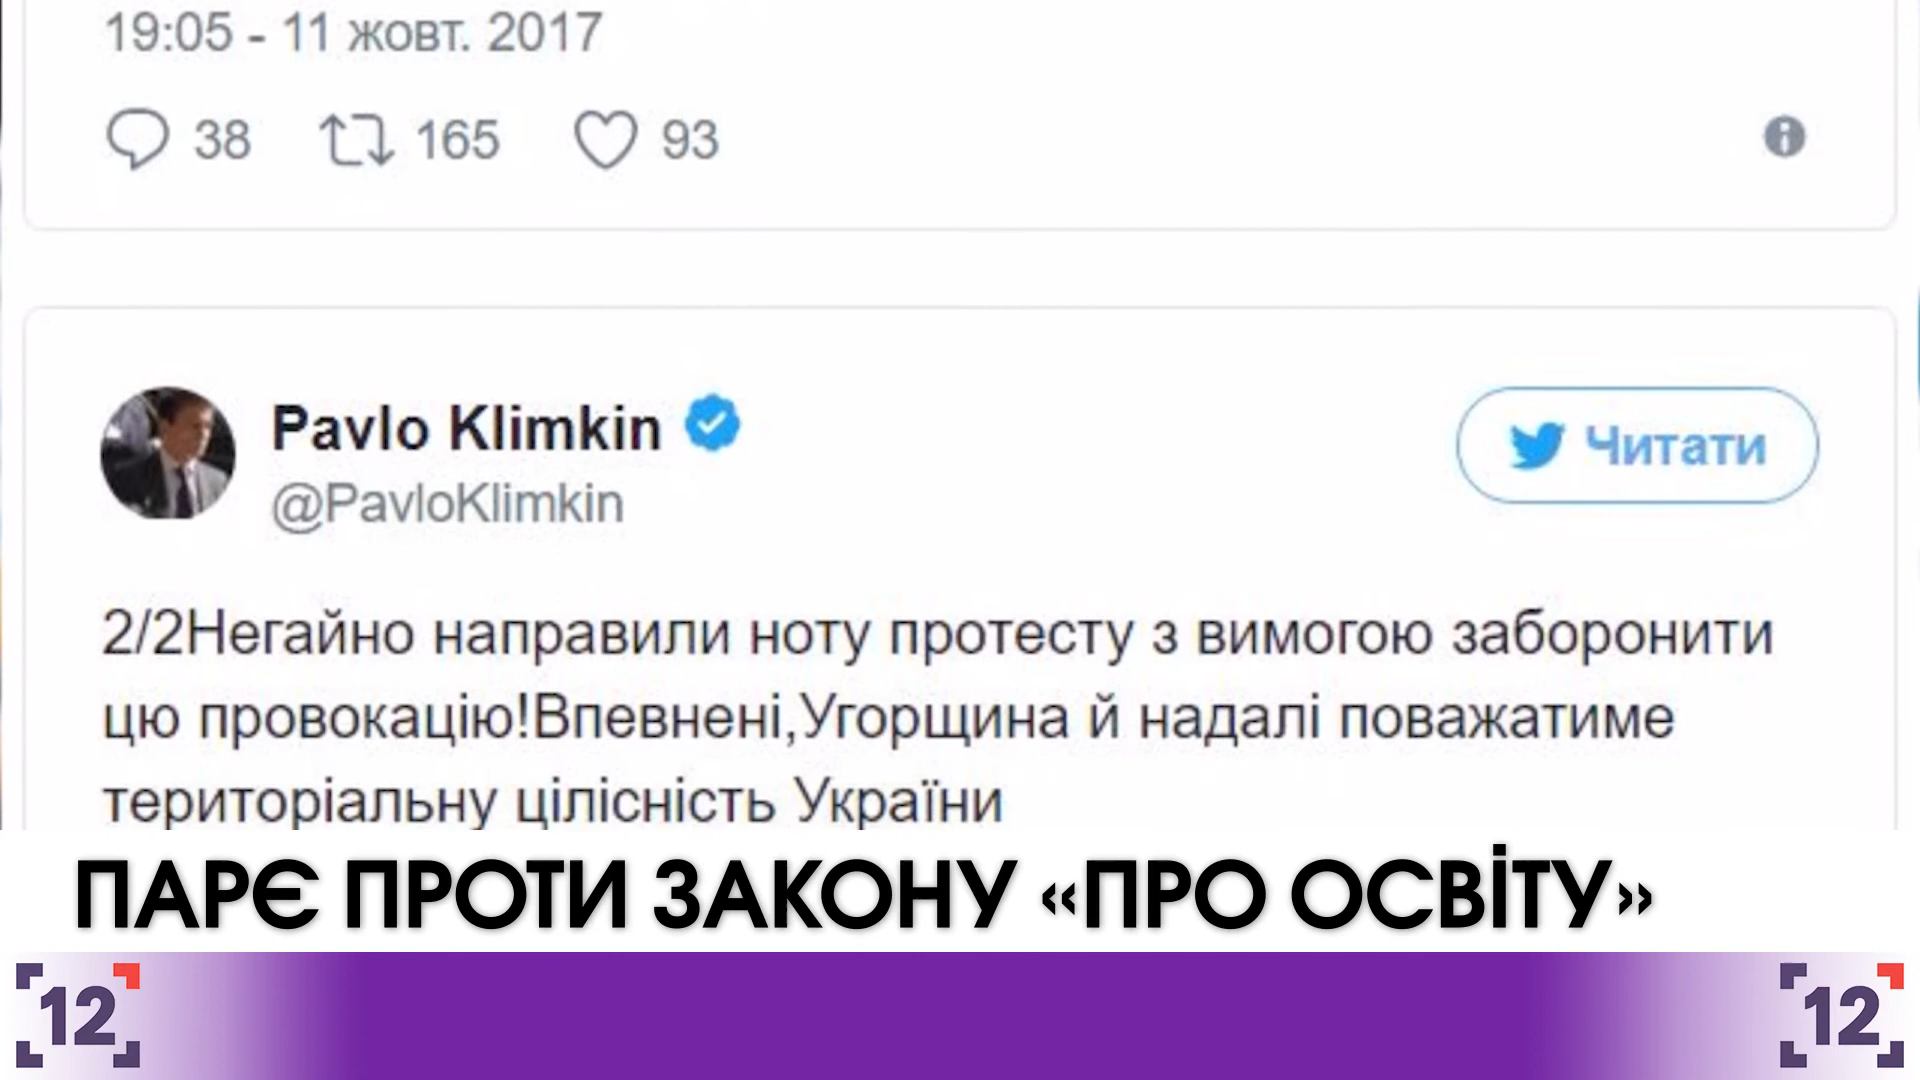 19:05 - 11 жовт. 2017
38 165 93
Pavlo Klimkin
Читати
@PavloKlimkin
2/2Негайно направили ноту протесту з вимогою заборонити
цю провокацію!Впевнені,Угорщина й надалі поважатиме
територіальну цілісність України
ПАРЄ ПРОТИ ЗАКОНУ «ПРО ОСВІТУ»
12 12